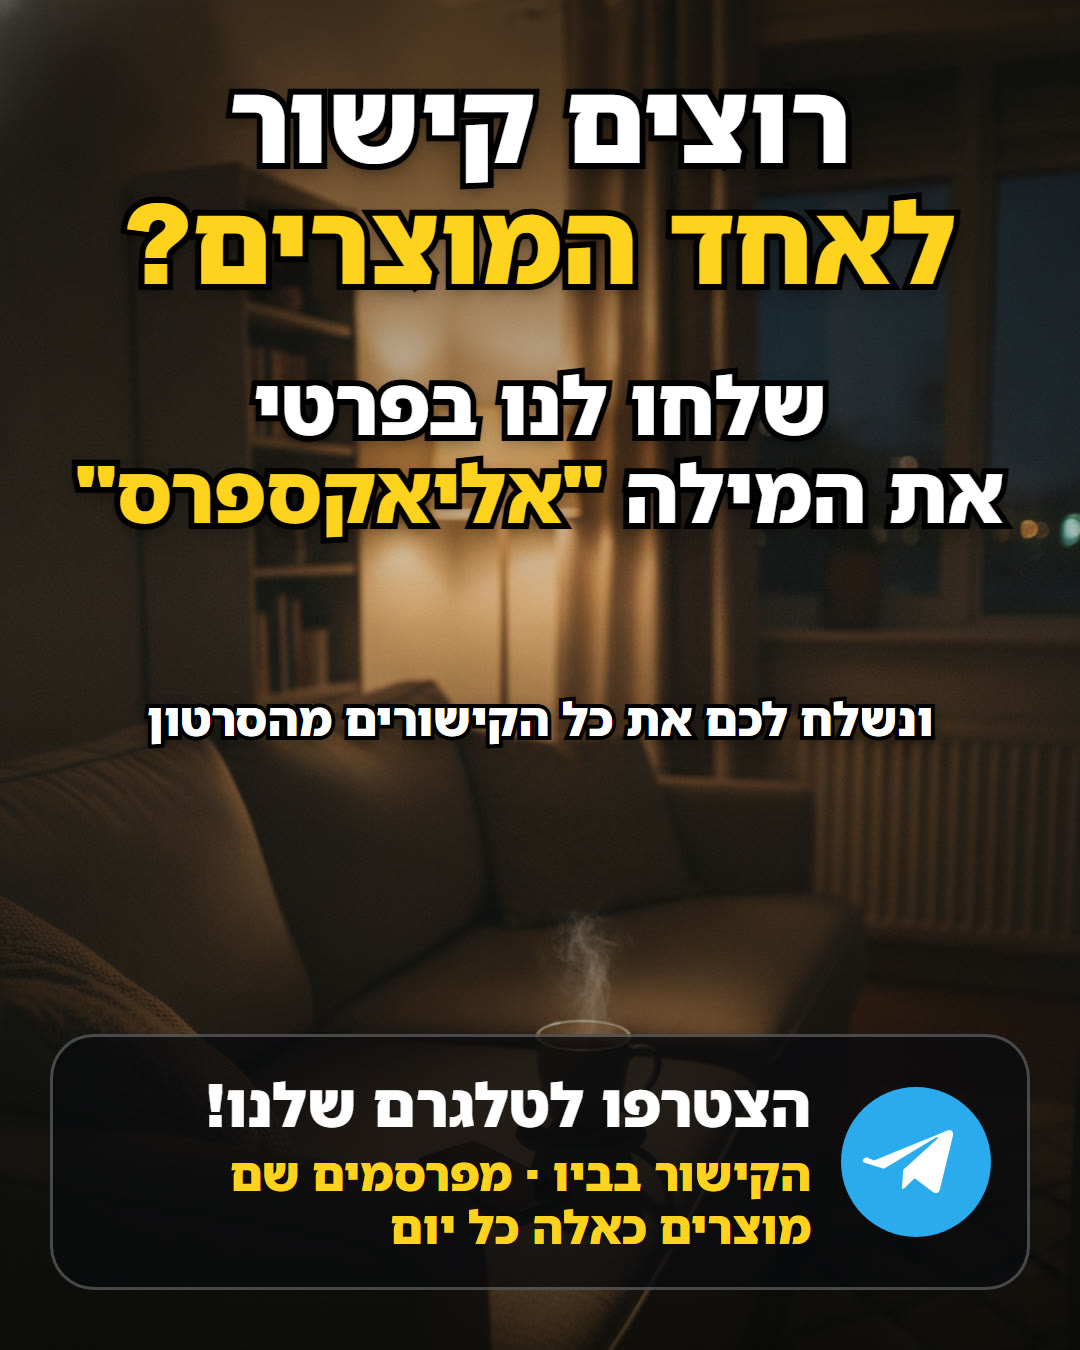 רוצים קישור
לאחד המוצרים?
שלחו לנו בפרטי
את המילה "אליאקספרס"
ונשלח לכם את כל הקישורים מהסרטון
הצטרפו לטלגרם שלנו!
הקישור בביו · מפרסמים שם
מוצרים כאלה כל יום